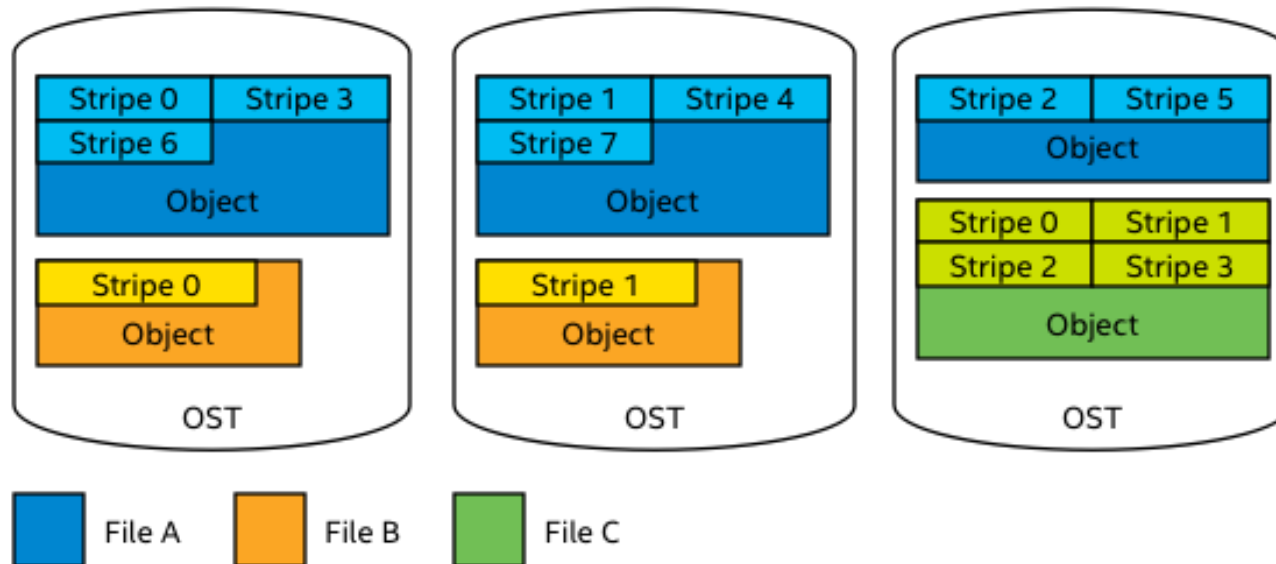 Stripe 0 Stripe 3
Stripe 6
Object
Stripe 0
Object
OST
Stripe 1 Stripe 4
Stripe 7
Object
Stripe 1
Object
OST
Stripe 2 Stripe 5
Object
Stripe 0 Stripe 1
Stripe 2 Stripe 3
Object
OST
File A File B File C